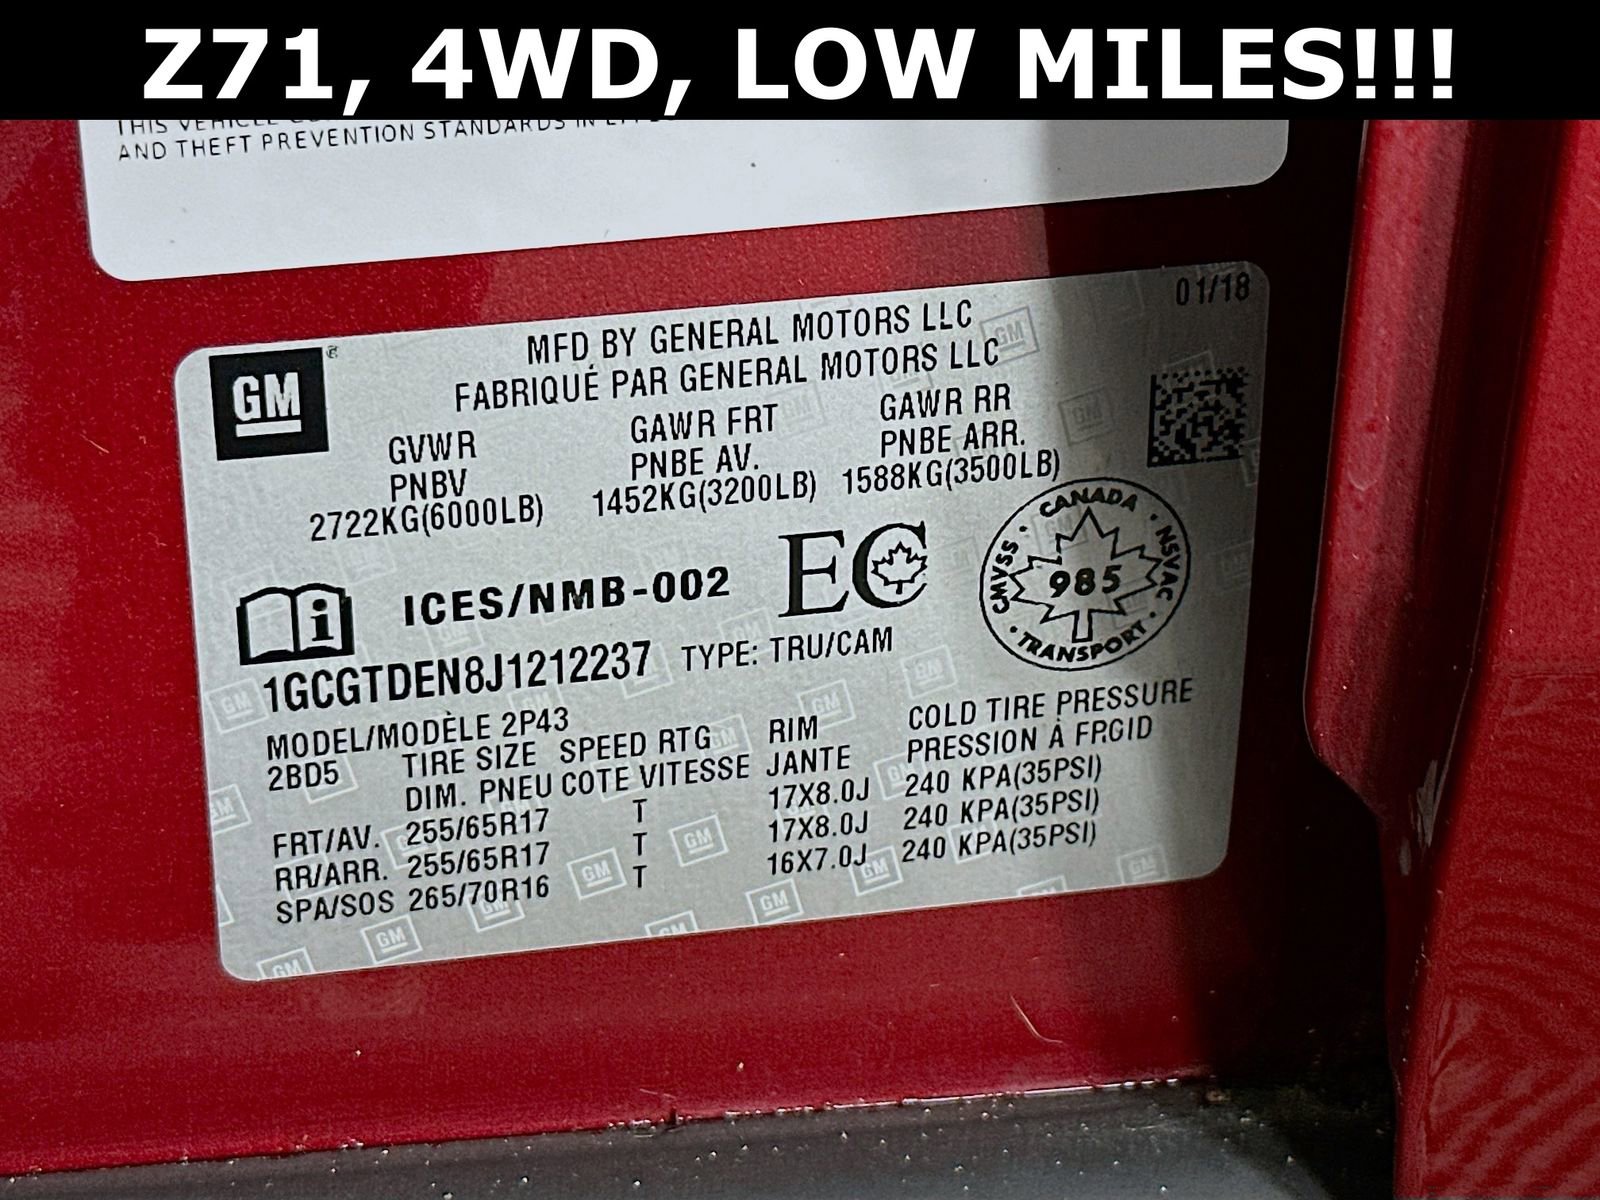 Z71, 4WD, LOW MILES!!!
THIS VEHICLE
AND THEFT PREVENTION STANDARDS IN
01/18
MFD BY GENERAL MOTORS LLC
FABRIQUÉ PAR GENERAL MOTORS LLC
GM
GVWR GAWR FRT GAWR RR
PNBV PNBE AV. PNBE ARR.
2722KG(6000LB) 1452KG(3200LB) 1588KG(3500LB)
ICES/NMB-002 EC
CANADA · NSVAC · TRANSPORT · CMVSS ·
985
1GCGTDEN8J1212237 TYPE: TRU/CAM
MODEL/MODÈLE 2P43
2BD5 TIRE SIZE SPEED RTG RIM COLD TIRE PRESSURE
DIM. PNEU COTE VITESSE JANTE PRESSION À FRGID
FRT/AV. 255/65R17 T 17X8.0J 240 KPA(35PSI)
RR/ARR. 255/65R17 T 17X8.0J 240 KPA(35PSI)
SPA/SOS 265/70R16 T 16X7.0J 240 KPA(35PSI)